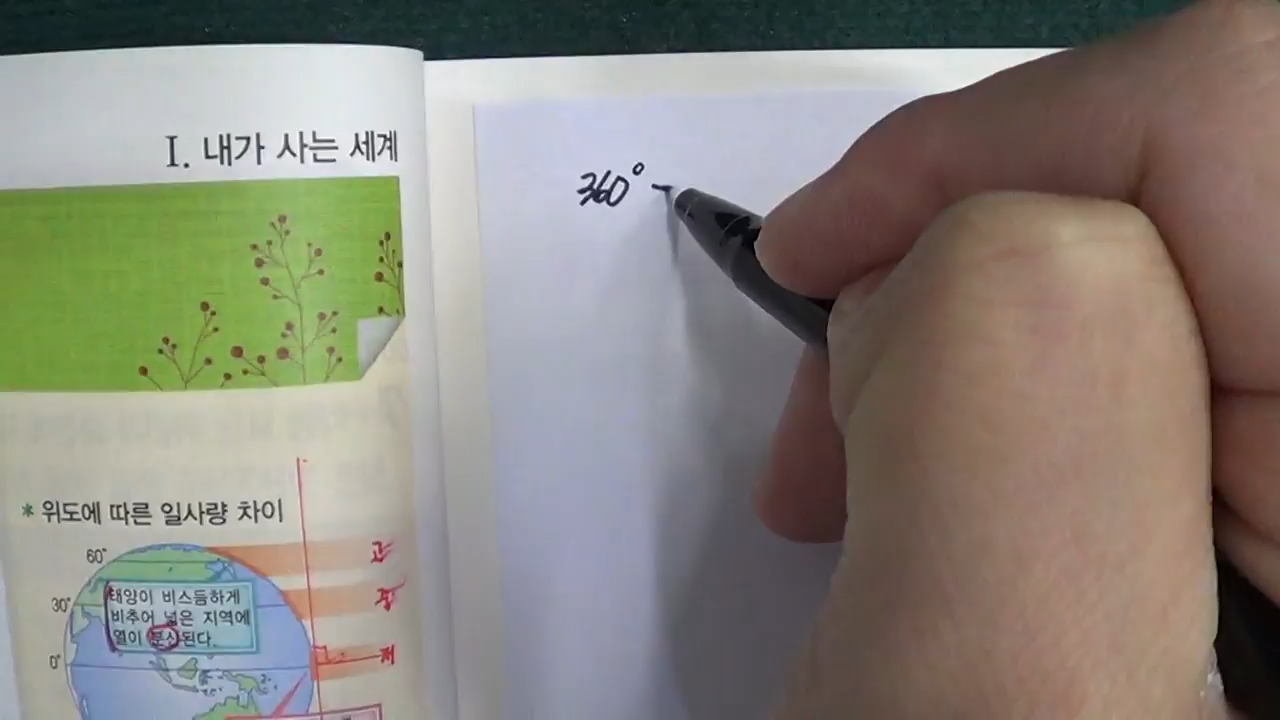 I. 내가 사는 세계
360°
* 위도에 따른 일사량 차이
60°
고
30°
중
태양이 비스듬하게
비추어 넓은 지역에
열이 분산된다.
0°
저